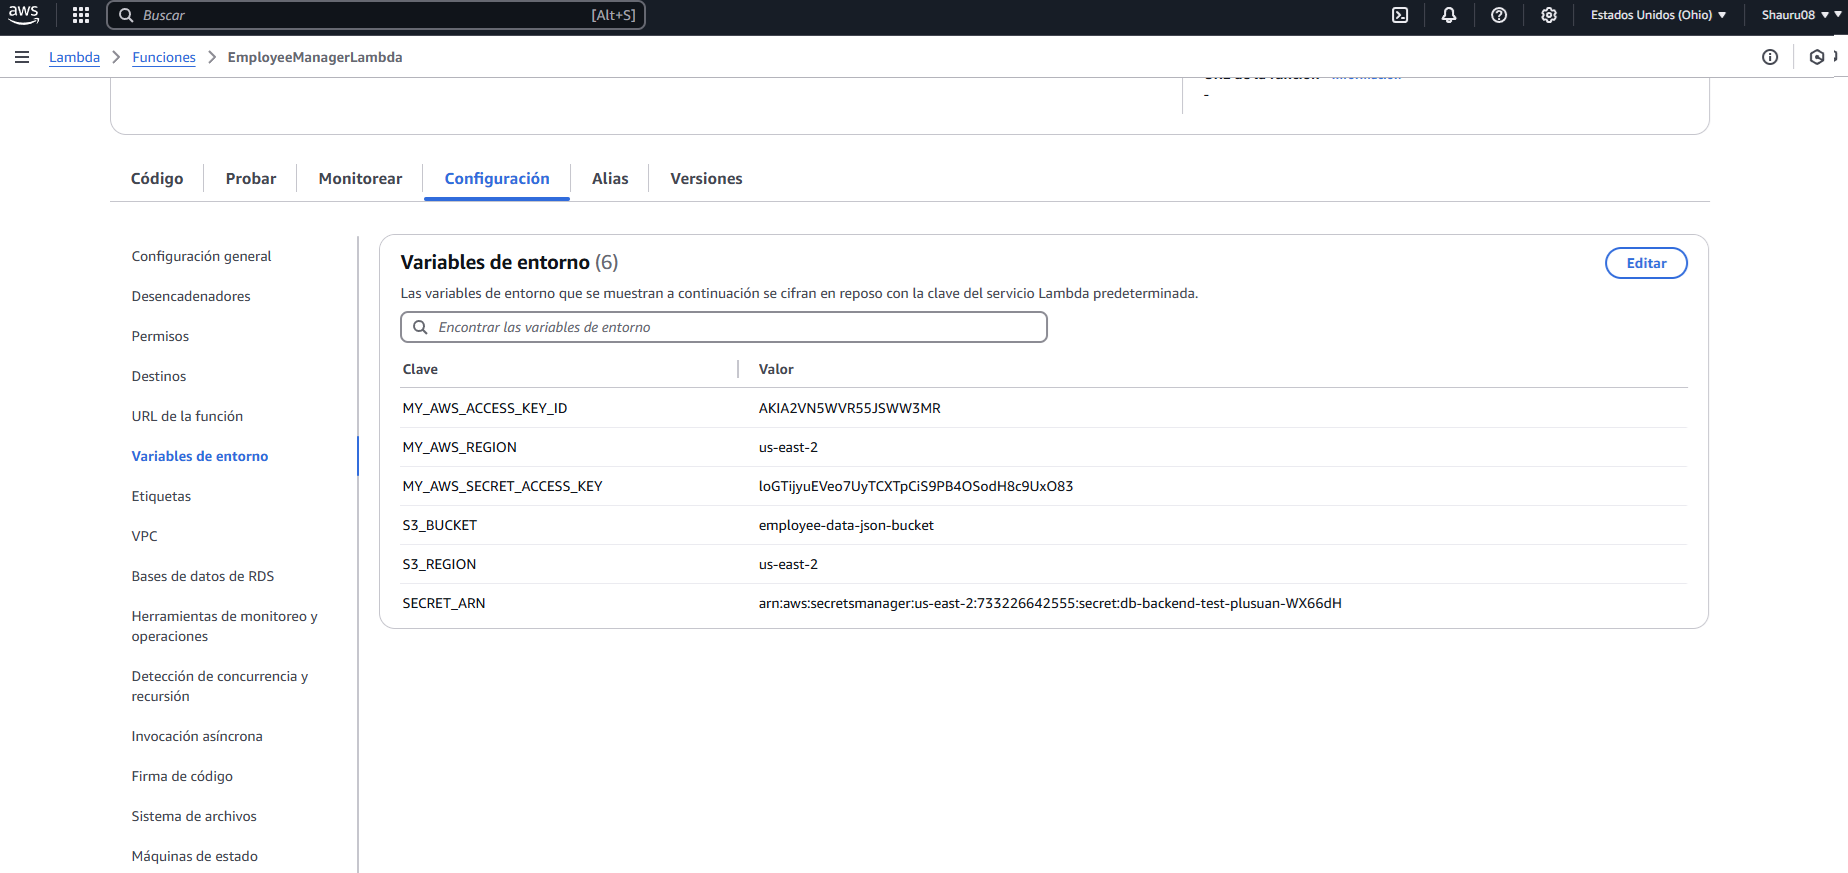 aws
Buscar [Alt+S] Estados Unidos (Ohio) Shauru08
Lambda Funciones EmployeeManagerLambda
-
Código Probar Monitorear Configuración Alias Versiones
Configuración general
Desencadenadores
Permisos
Destinos
URL de la función
Variables de entorno
Etiquetas
VPC
Bases de datos de RDS
Herramientas de monitoreo y
operaciones
Detección de concurrencia y
recursión
Invocación asíncrona
Firma de código
Sistema de archivos
Máquinas de estado
Variables de entorno (6)
Editar
Las variables de entorno que se muestran a continuación se cifran en reposo con la clave del servicio Lambda predeterminada.
Encontrar las variables de entorno
Clave Valor
MY_AWS_ACCESS_KEY_ID AKIA2VN5WVR55JSWW3MR
MY_AWS_REGION us-east-2
MY_AWS_SECRET_ACCESS_KEY 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
S3_BUCKET employee-data-json-bucket
S3_REGION us-east-2
SECRET_ARN arn:aws:secretsmanager:us-east-2:733226642555:secret:db-backend-test-plusuan-WX66dH